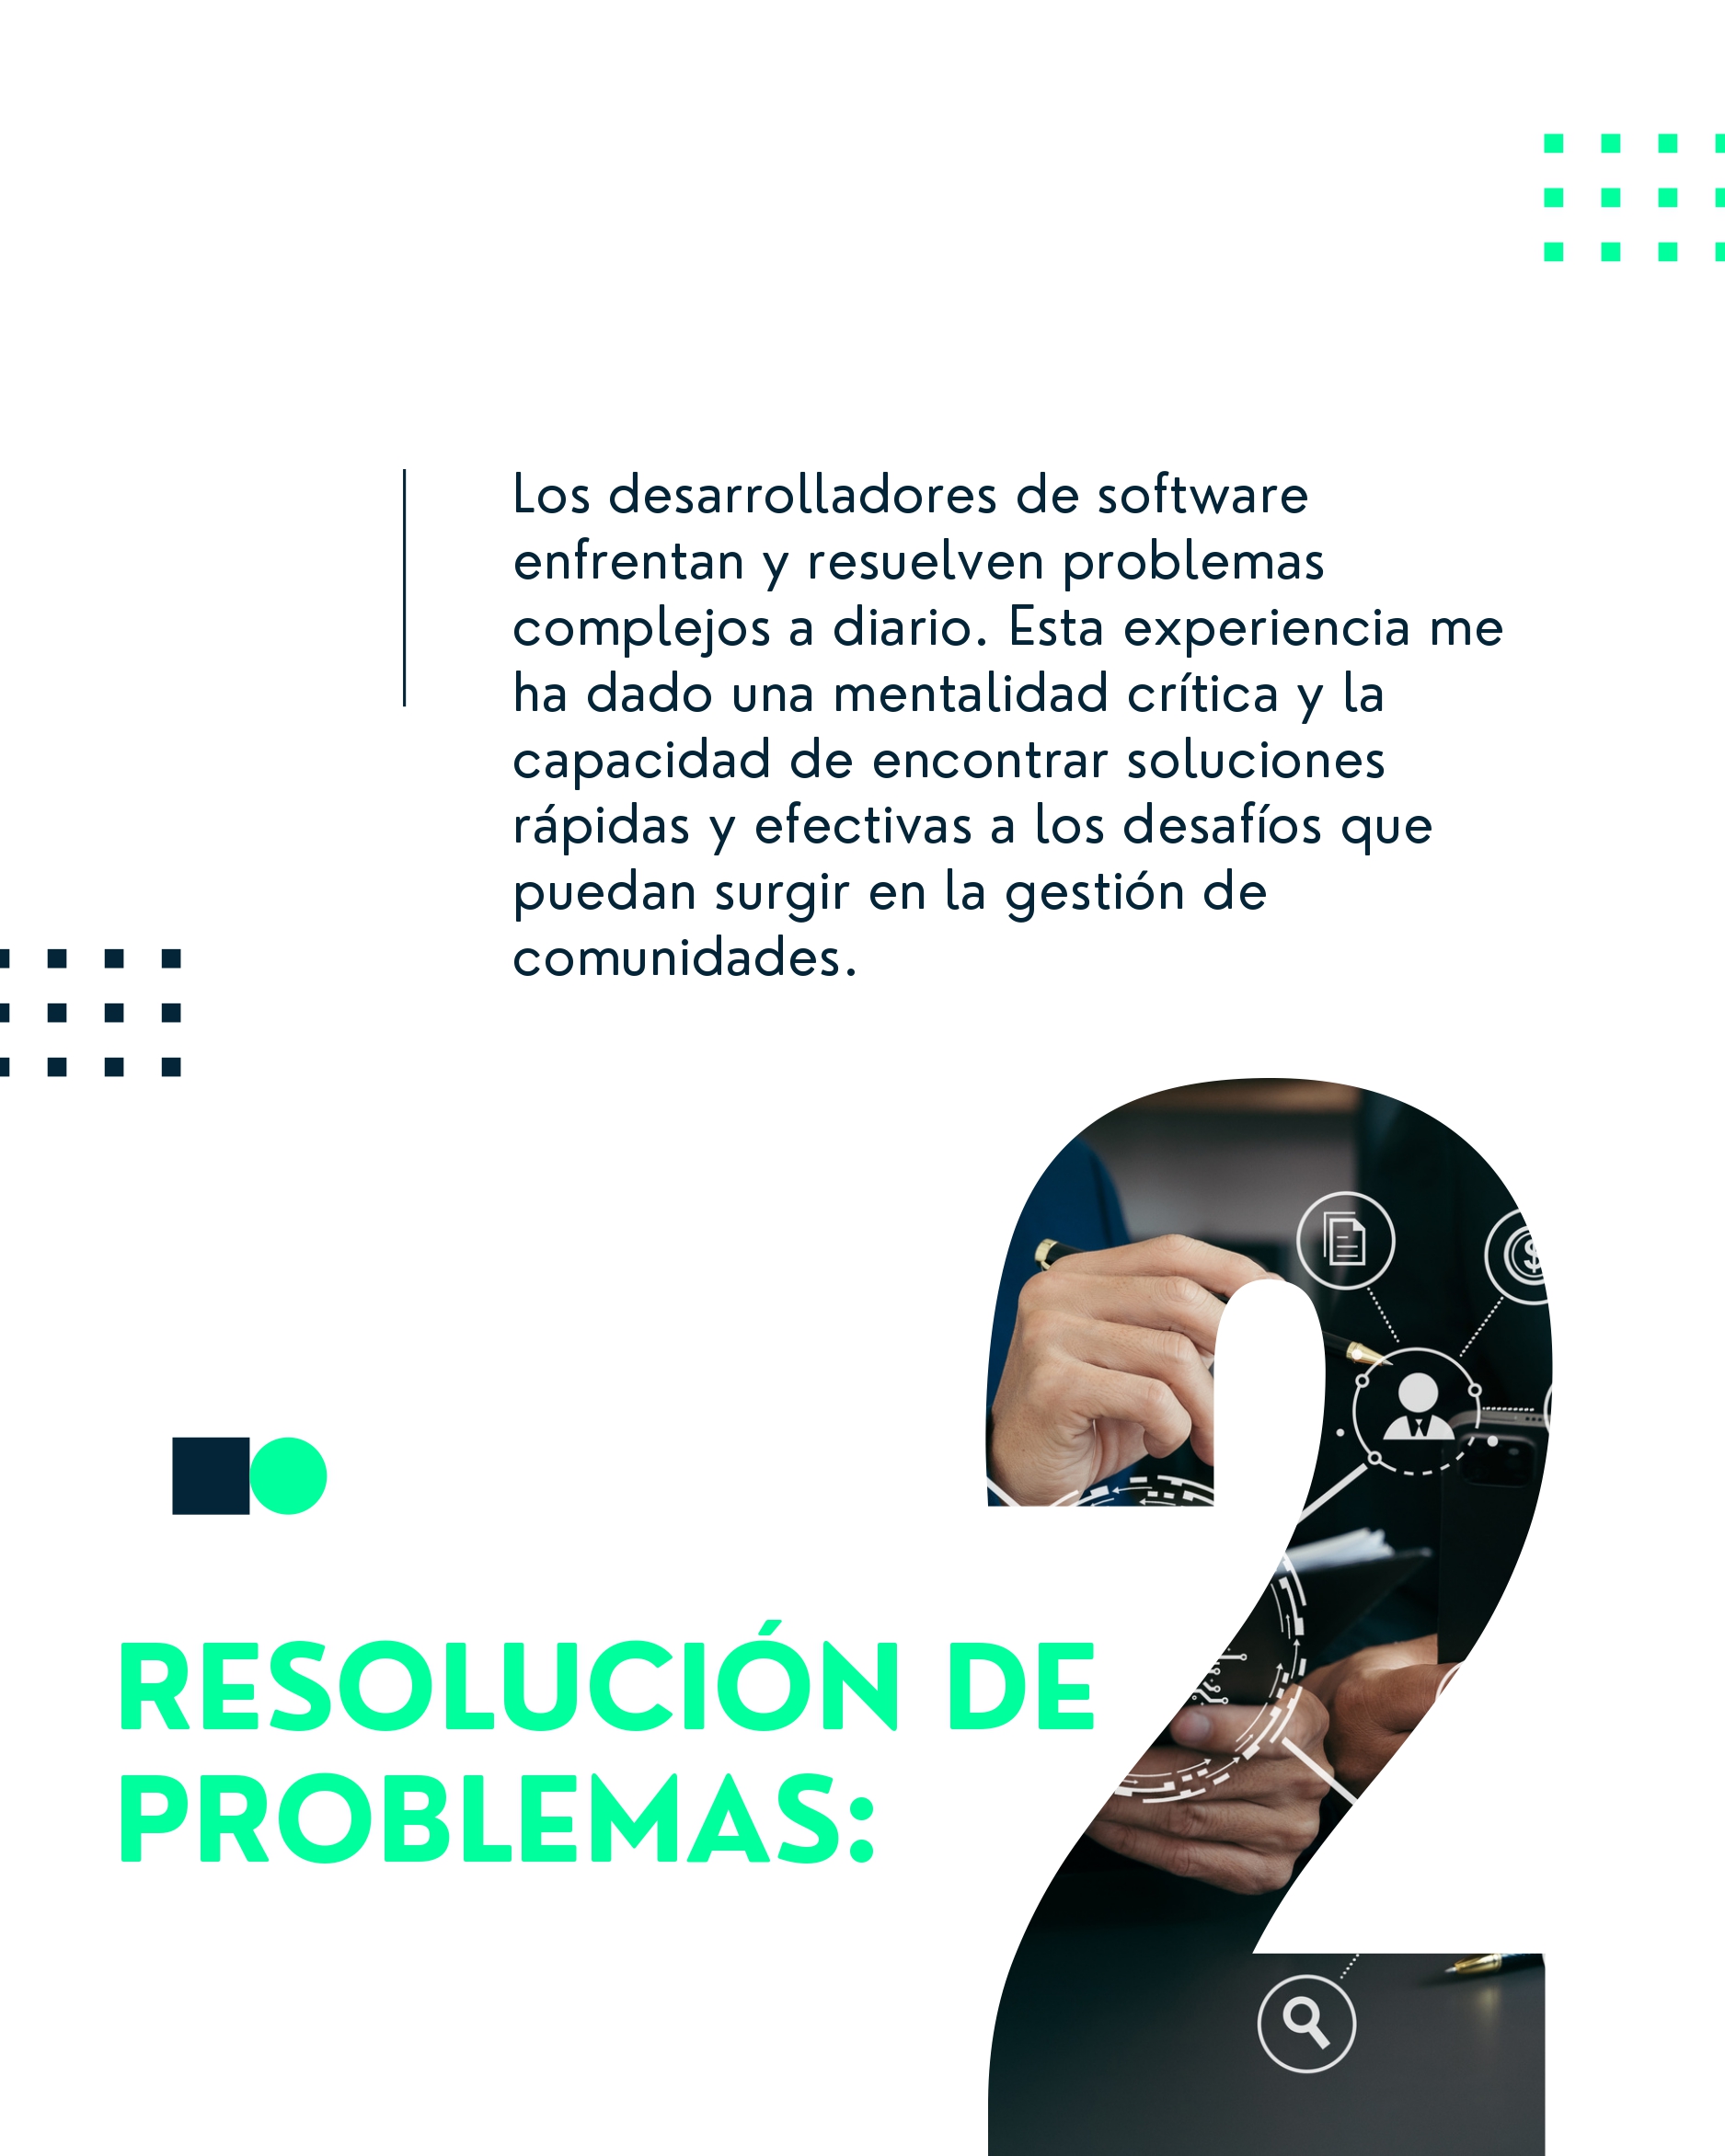 Los desarrolladores de software
enfrentan y resuelven problemas
complejos a diario. Esta experiencia me
ha dado una mentalidad crítica y la
capacidad de encontrar soluciones
rápidas y efectivas a los desafíos que
puedan surgir en la gestión de
comunidades.
2
RESOLUCIÓN DE
PROBLEMAS: